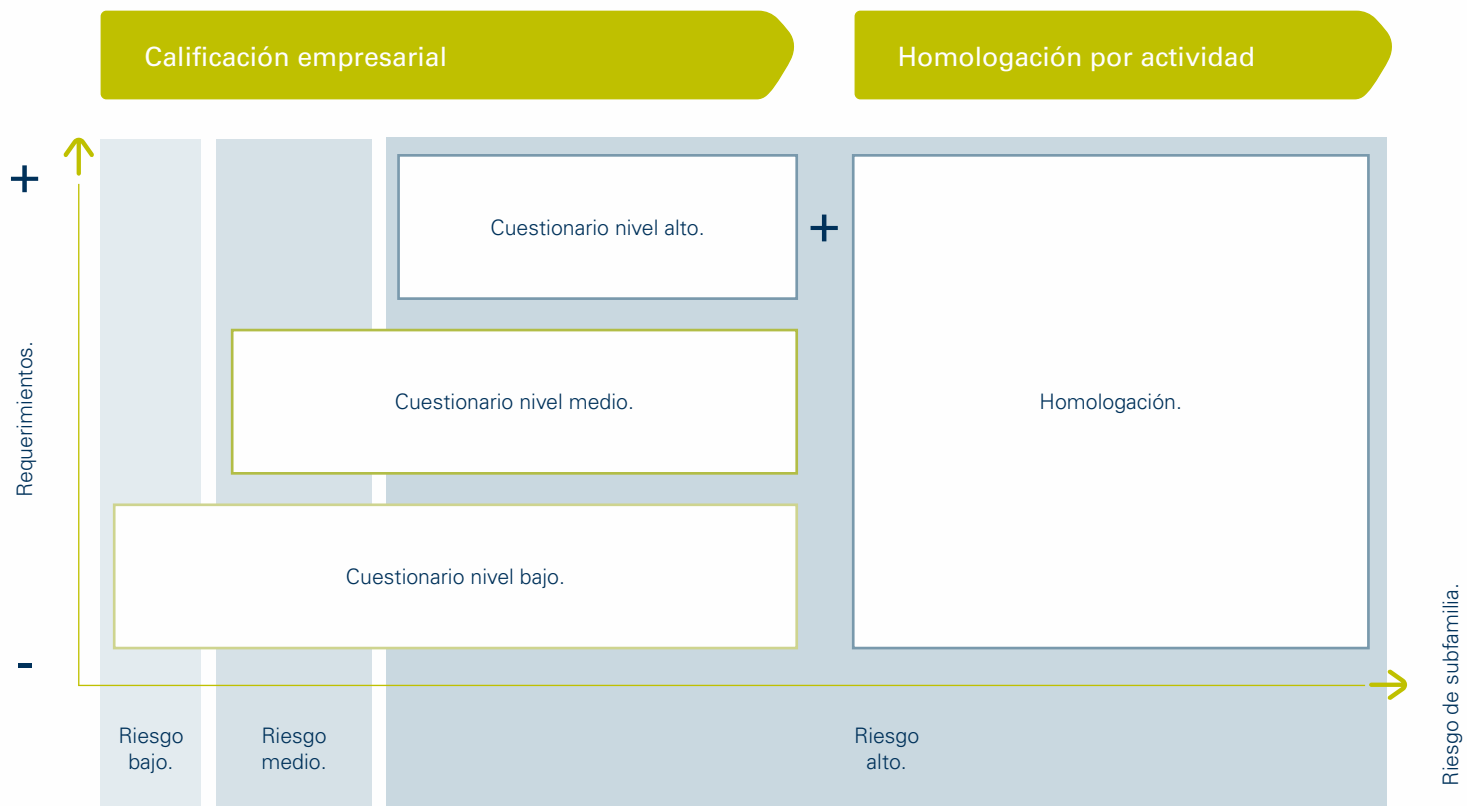 Calificación empresarial
Homologación por actividad
+
Cuestionario nivel alto.
+
Cuestionario nivel medio.
Homologación.
Requerimientos.
Cuestionario nivel bajo.
-
Riesgo de subfamilia.
Riesgo
bajo.
Riesgo
medio.
Riesgo
alto.